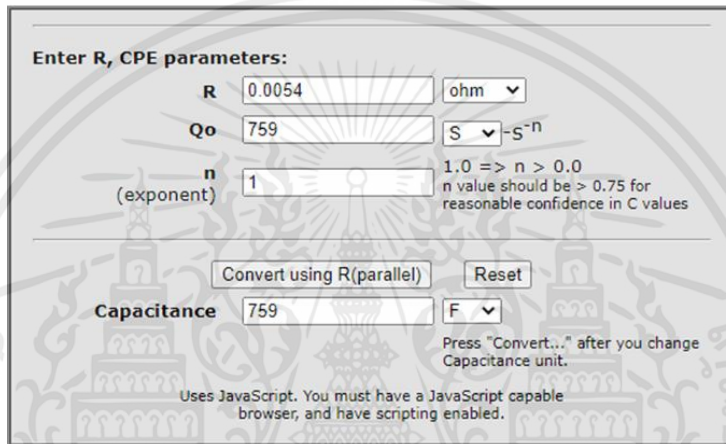 Enter R, CPE parameters:
R 0.0054 ohm
Qo 759 S -s⁻ⁿ
n 1 1.0 => n > 0.0
(exponent) n value should be > 0.75 for
reasonable confidence in C values
Convert using R(parallel) Reset
Capacitance 759 F
Press "Convert..." after you change
Capacitance unit.
Uses JavaScript. You must have a JavaScript capable
browser, and have scripting enabled.